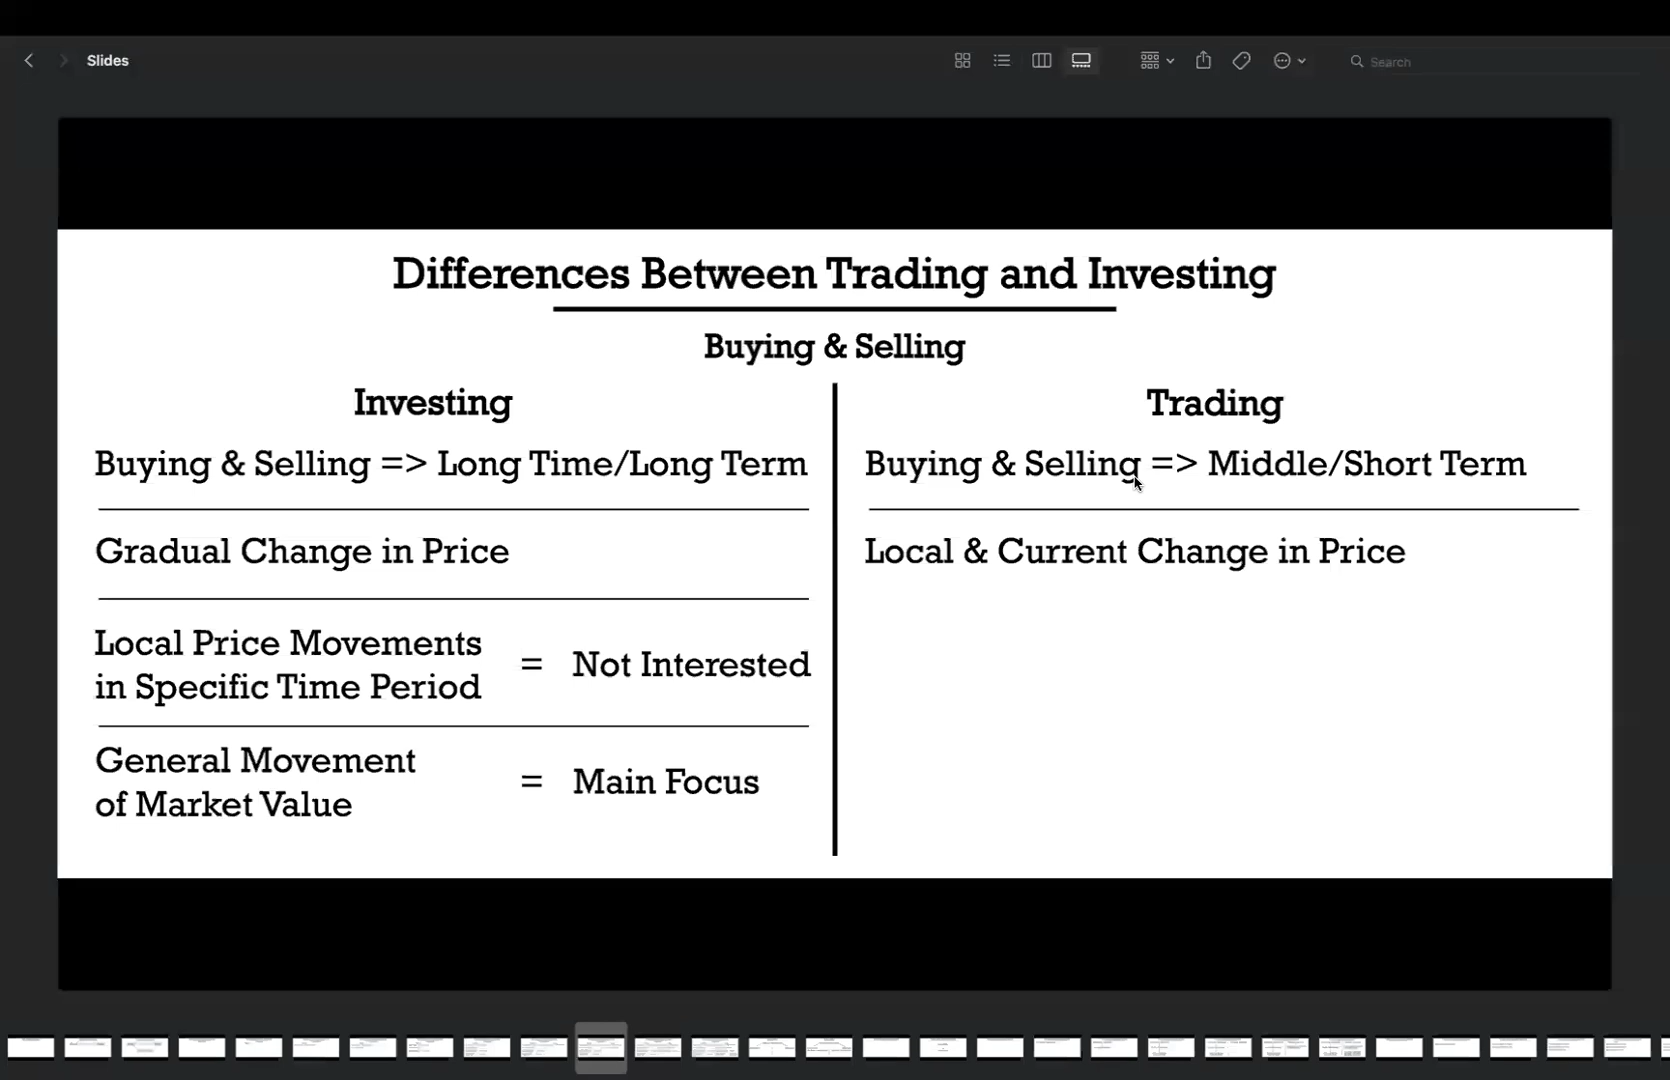 Slides
Search
Differences Between Trading and Investing
Buying & Selling
Investing
Buying & Selling => Long Time/Long Term
Gradual Change in Price
Local Price Movements
in Specific Time Period = Not Interested
General Movement
of Market Value = Main Focus
Trading
Buying & Selling => Middle/Short Term
Local & Current Change in Price